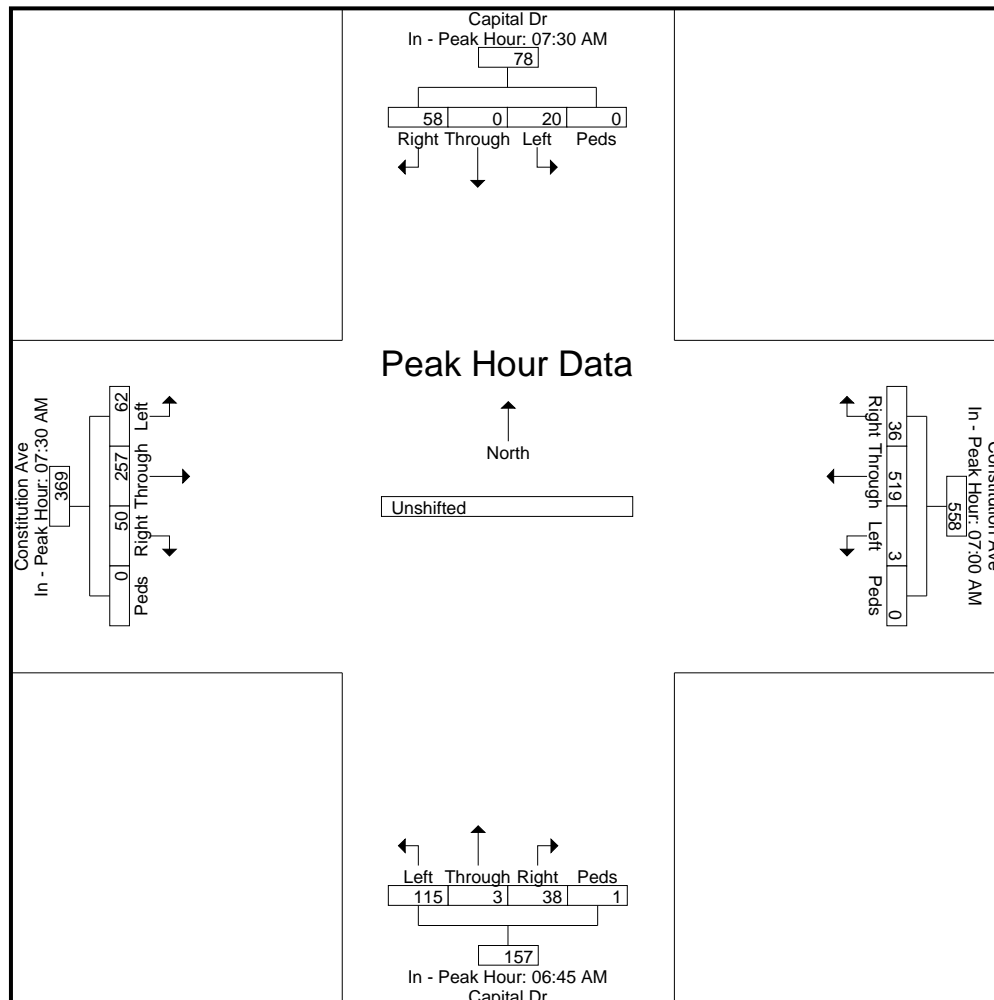 Capital Dr
In - Peak Hour: 07:30 AM
78
58 0 20 0
Right Through Left Peds
Peak Hour Data
North
Unshifted
Constitution Ave
In - Peak Hour: 07:30 AM
369
62 257 50 0
Left Through Right Peds
Constitution Ave
In - Peak Hour: 07:00 AM
558
36 519 3 0
Right Through Left Peds
Left Through Right Peds
115 3 38 1
157
In - Peak Hour: 06:45 AM
Capital Dr